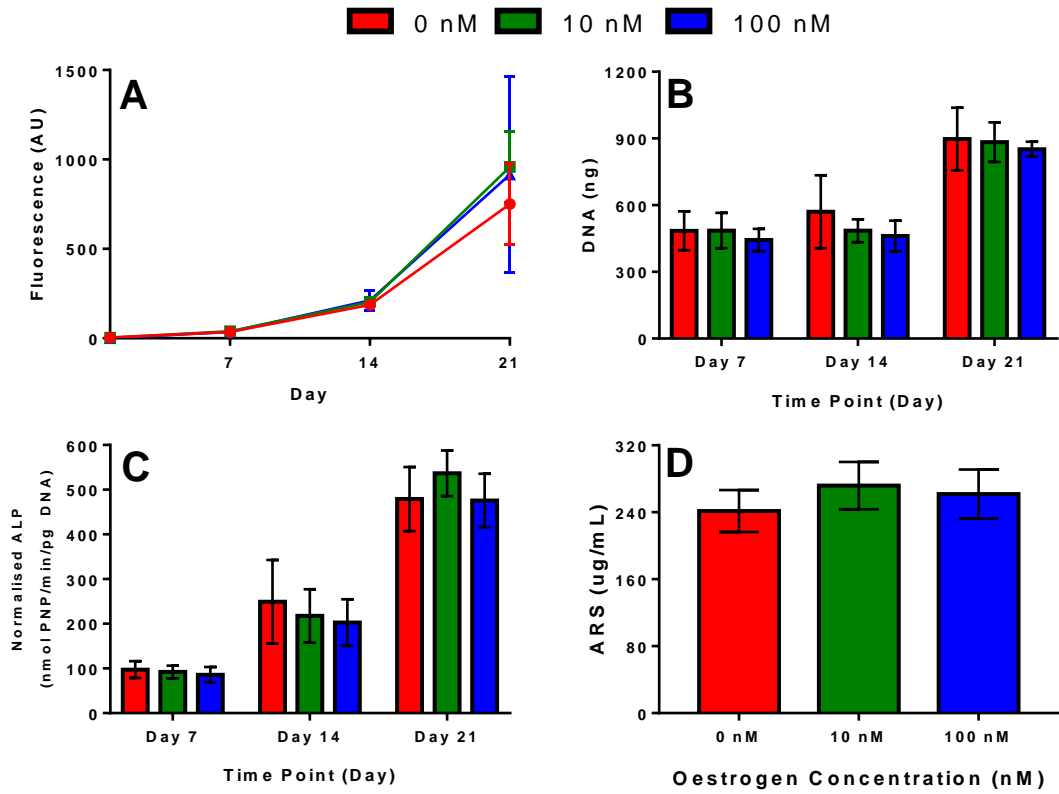 0 nM 10 nM 100 nM
A
Fluorescence (AU)
1500
1000
500
0
7 14 21
Day
B
DNA (ng)
1200
900
600
300
0
Day 7 Day 14 Day 21
Time Point (Day)
C
Normalised ALP
(nmol PNP/min/pg DNA)
600
500
400
300
200
100
0
Day 7 Day 14 Day 21
Time Point (Day)
D
ARS (ug/mL)
320
240
160
80
0
0 nM 10 nM 100 nM
Oestrogen Concentration (nM)